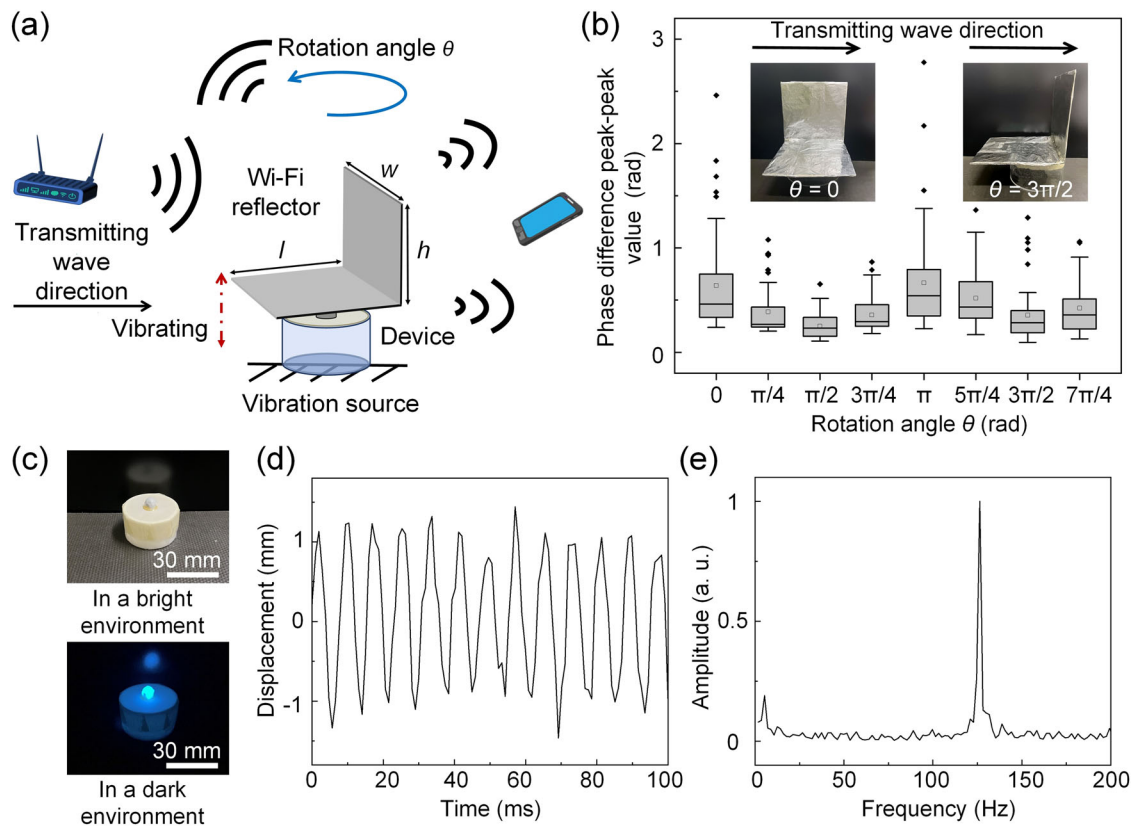 (a)
Rotation angle θ
Wi-Fi
reflector
w
l
h
Transmitting
wave
direction
Vibrating
Device
Vibration source
(b)
Transmitting wave direction
θ = 0
θ = 3π/2
Phase difference peak-peak
value (rad)
3
2
1
0
0 π/4 π/2 3π/4 π 5π/4 3π/2 7π/4
Rotation angle θ (rad)
(c)
30 mm
In a bright
environment
30 mm
In a dark
environment
(d)
Displacement (mm)
1
0
-1
0 20 40 60 80 100
Time (ms)
(e)
Amplitude (a. u.)
1
0.5
0
0 50 100 150 200
Frequency (Hz)